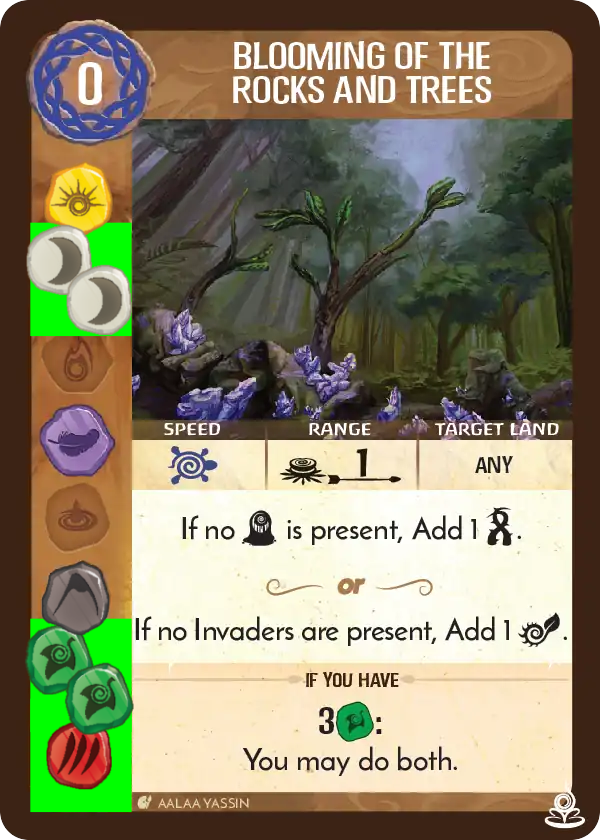 0
BLOOMING OF THE
ROCKS AND TREES
SPEED RANGE TARGET LAND
1 ANY
If no is present, Add 1 .
or
If no Invaders are present, Add 1 .
IF YOU HAVE
3 :
You may do both.
AALAA YASSIN